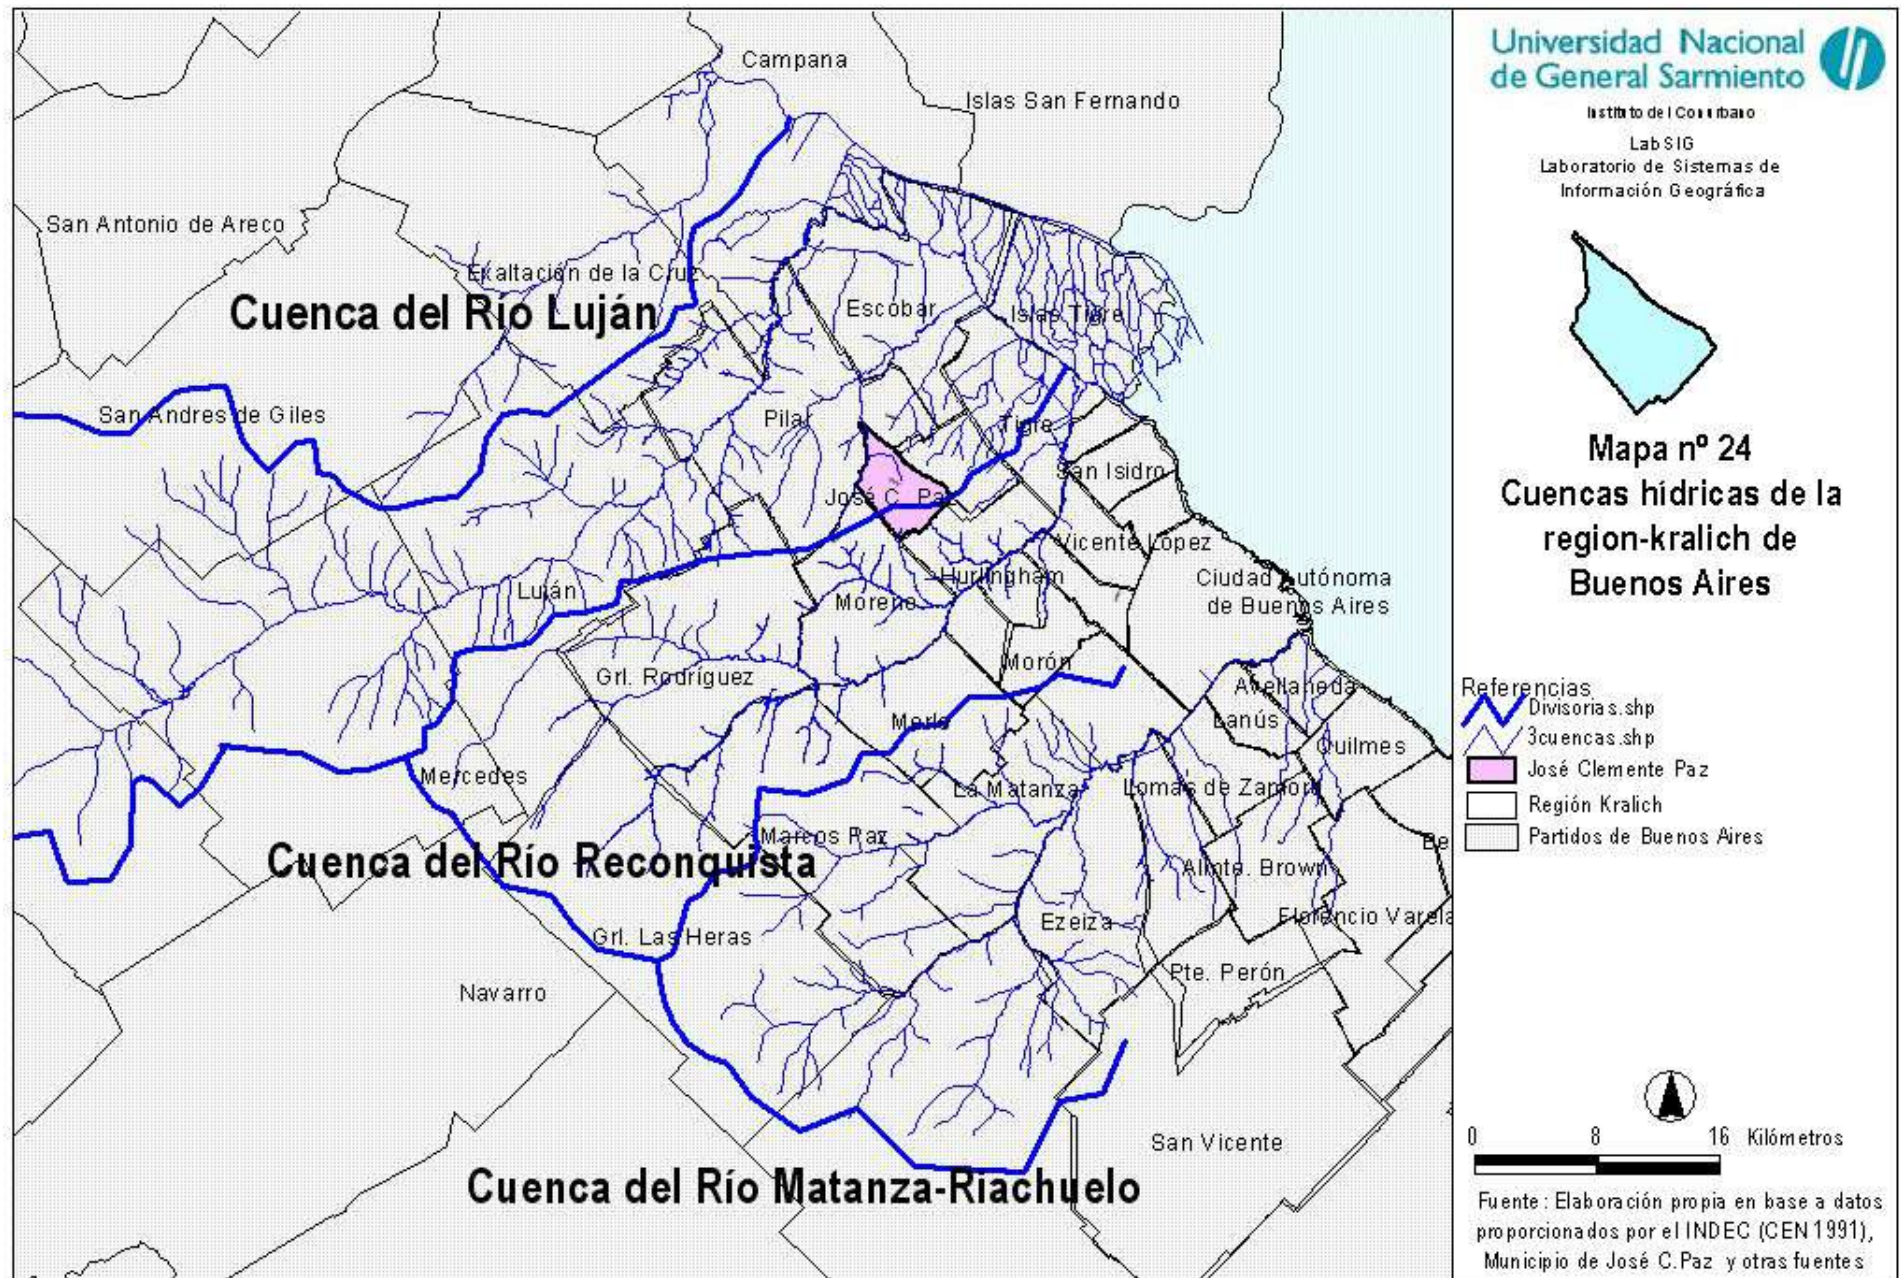 Campana
Islas San Fernando
San Antonio de Areco
Exaltación de la Cruz
Cuenca del Río Luján
Escobar
Islas Tigre
San Andres de Giles
Pilar
Tigre
San Isidro
José C. Paz
Vicente López
Luján
Hurlingham
Ciudad Autónoma
de Buenos Aires
Moreno
Morón
Grl. Rodríguez
Avellaneda
Merlo
Lanús
Quilmes
Mercedes
La Matanza
Lomas de Zamora
Marcos Paz
Be
Cuenca del Río Reconquista
Almte. Brown
Ezeiza
Florencio Varela
Grl. Las Heras
Pte. Perón
Navarro
San Vicente
Cuenca del Río Matanza-Riachuelo
Universidad Nacional
de General Sarmiento
Instituto del Conurbano
LabSIG
Laboratorio de Sistemas de
Información Geográfica
Mapa nº 24
Cuencas hídricas de la
region-kralich de
Buenos Aires
Referencias
Divisorias.shp
3cuencas.shp
José Clemente Paz
Región Kralich
Partidos de Buenos Aires
0 8 16 Kilómetros
Fuente: Elaboración propia en base a datos
proporcionados por el INDEC (CEN 1991),
Municipio de José C.Paz y otras fuentes